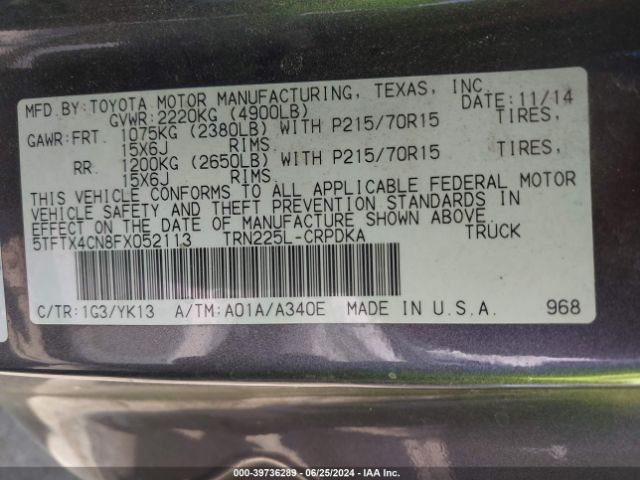 MFD.BY:TOYOTA MOTOR MANUFACTURING, TEXAS, INC.
GVWR:2220KG (4900LB) DATE:11/14
GAWR:FRT. 1075KG (2380LB) WITH P215/70R15 TIRES,
15X6J RIMS
RR. 1200KG (2650LB) WITH P215/70R15 TIRES,
15X6J RIMS
THIS VEHICLE CONFORMS TO ALL APPLICABLE FEDERAL MOTOR
VEHICLE SAFETY AND THEFT PREVENTION STANDARDS IN
EFFECT ON THE DATE OF MANUFACTURE SHOWN ABOVE.
5TFTX4CN8FX052113 TRN225L-CRPDKA TRUCK
C/TR:1G3/YK13 A/TM:A01A/A340E MADE IN U.S.A. 968
000-39736289 - 06/25/2024 - IAA Inc.